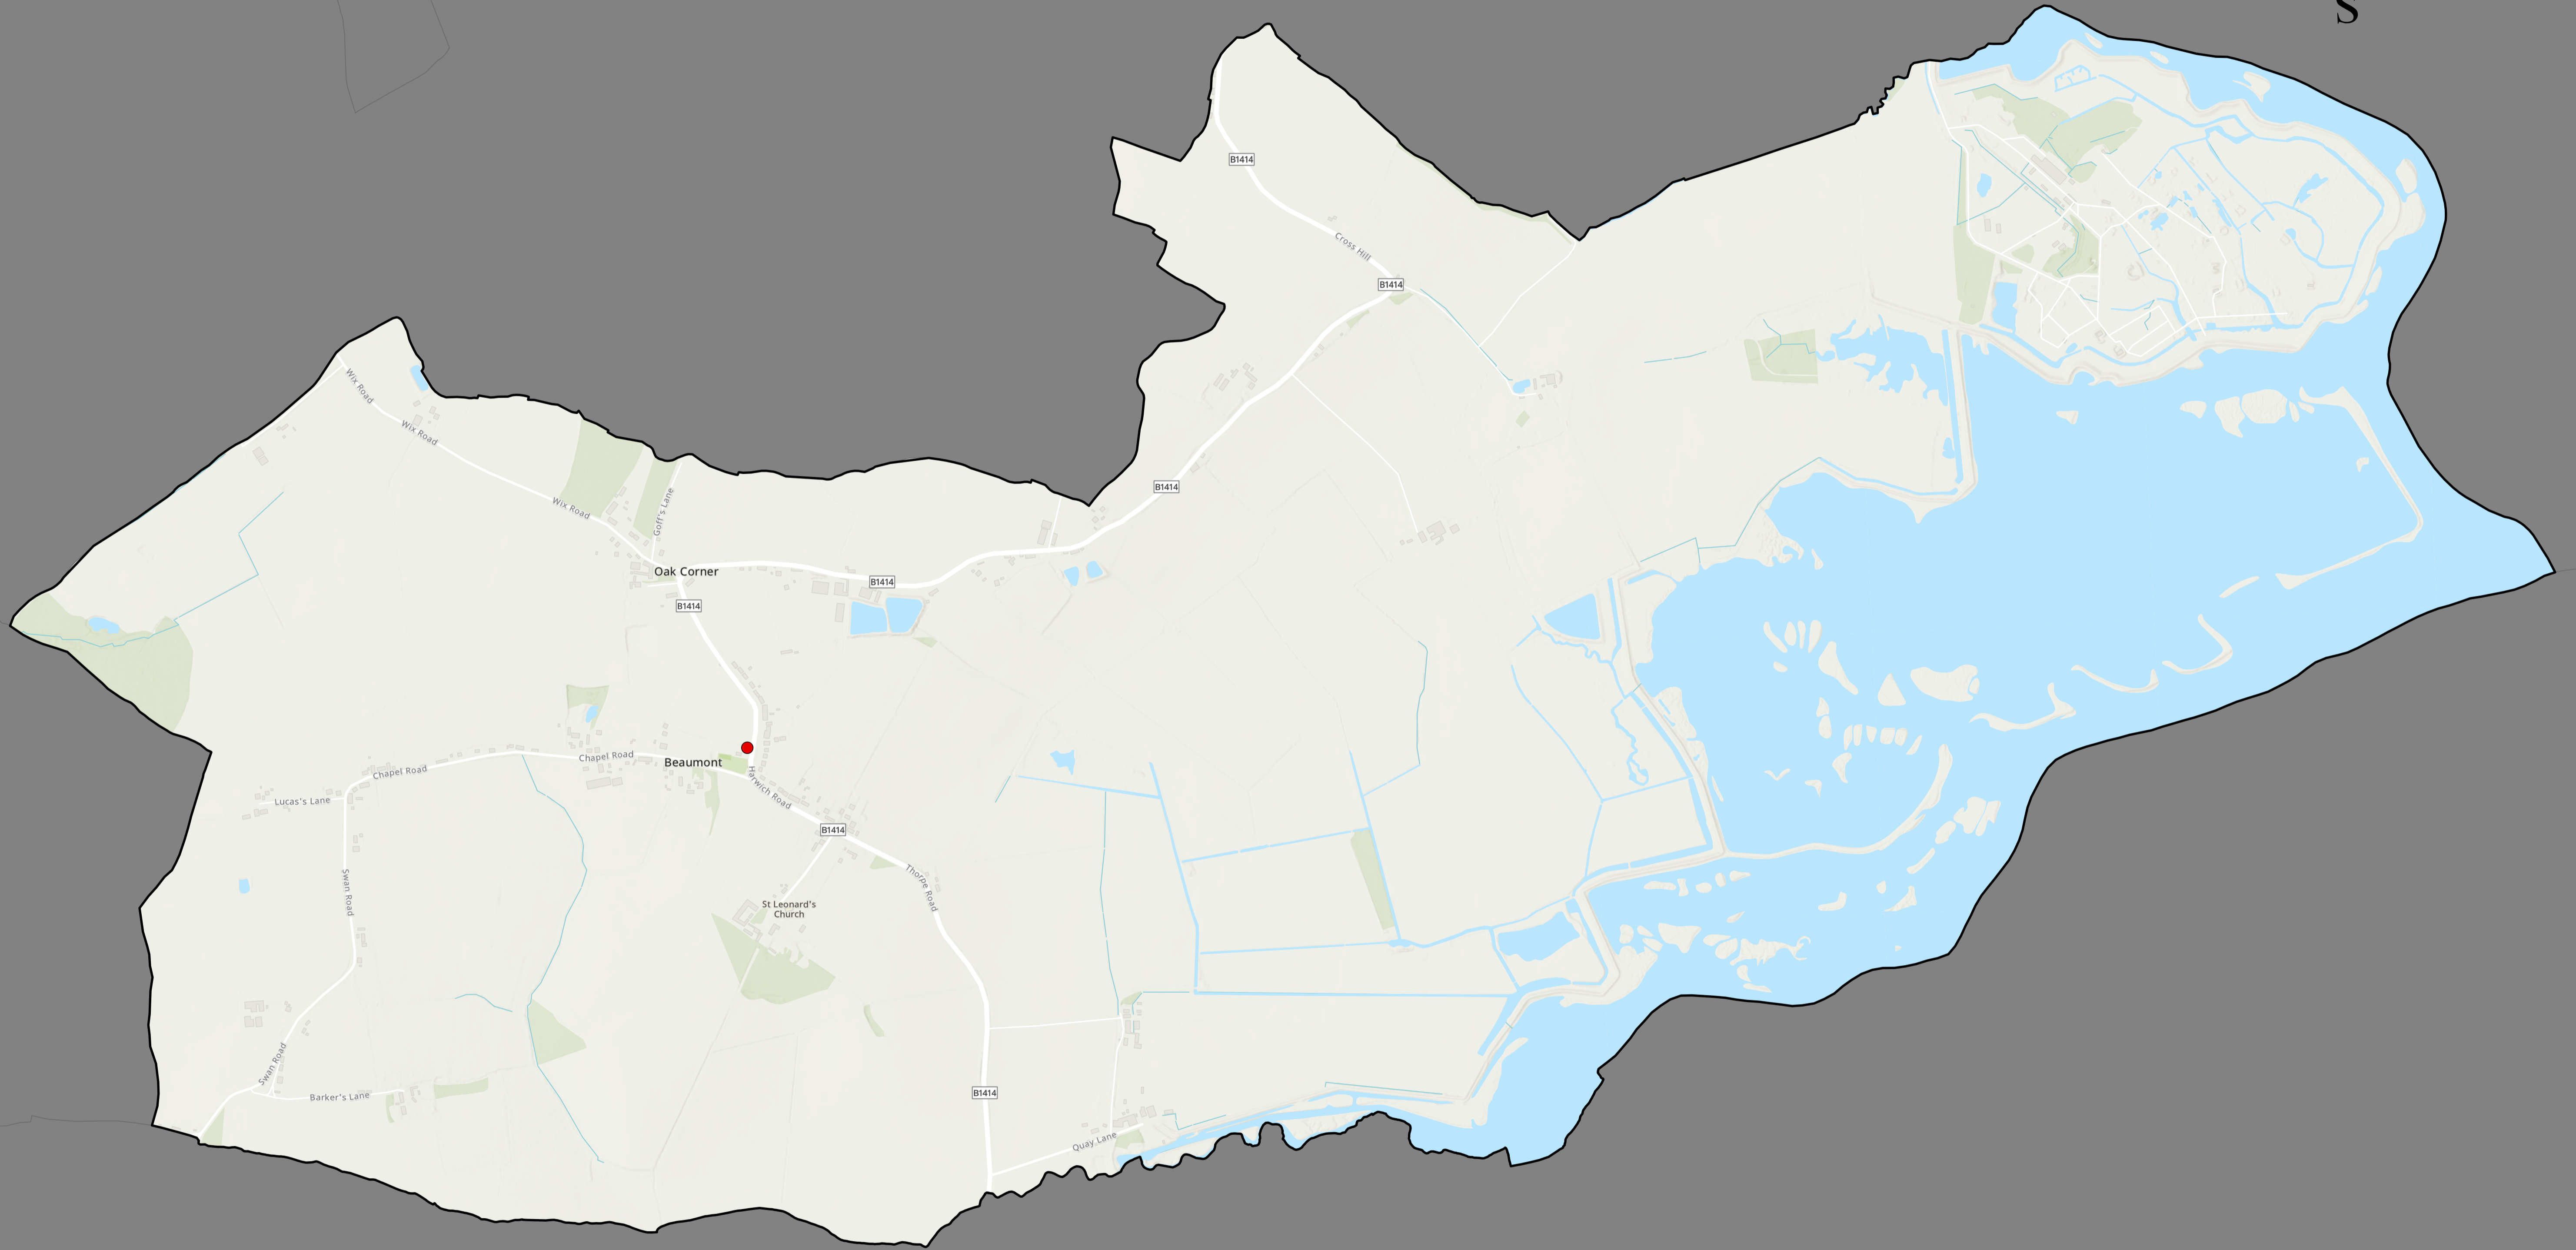 S
B1414
Cross Hill
B1414
Wix Road
Wix Road
B1414
Wix Road
Goff's Lane
Oak Corner
B1414
B1414
Chapel Road
Beaumont
Chapel Road
Harwich Road
Lucas's Lane
B1414
Swan Road
Thorpe Road
St Leonard's
Church
Swan Road
Barker's Lane
B1414
Quay Lane